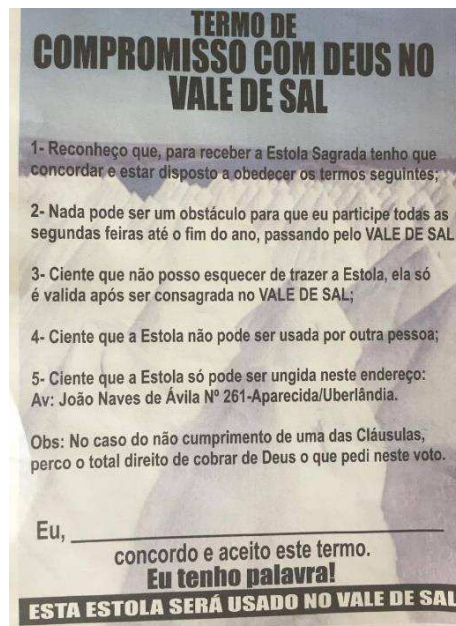 TERMO DE
COMPROMISSO COM DEUS NO
VALE DE SAL
1- Reconheço que, para receber a Estola Sagrada tenho que
concordar e estar disposto a obedecer os termos seguintes;
2- Nada pode ser um obstáculo para que eu participe todas as
segundas feiras até o fim do ano, passando pelo VALE DE SAL
3- Ciente que não posso esquecer de trazer a Estola, ela só
é valida após ser consagrada no VALE DE SAL;
4- Ciente que a Estola não pode ser usada por outra pessoa;
5- Ciente que a Estola só pode ser ungida neste endereço:
Av: João Naves de Ávila Nº 261-Aparecida/Uberlândia.
Obs: No caso do não cumprimento de uma das Cláusulas,
perco o total direito de cobrar de Deus o que pedi neste voto.
Eu, ____________________
concordo e aceito este termo.
Eu tenho palavra!
ESTA ESTOLA SERÁ USADO NO VALE DE SAL